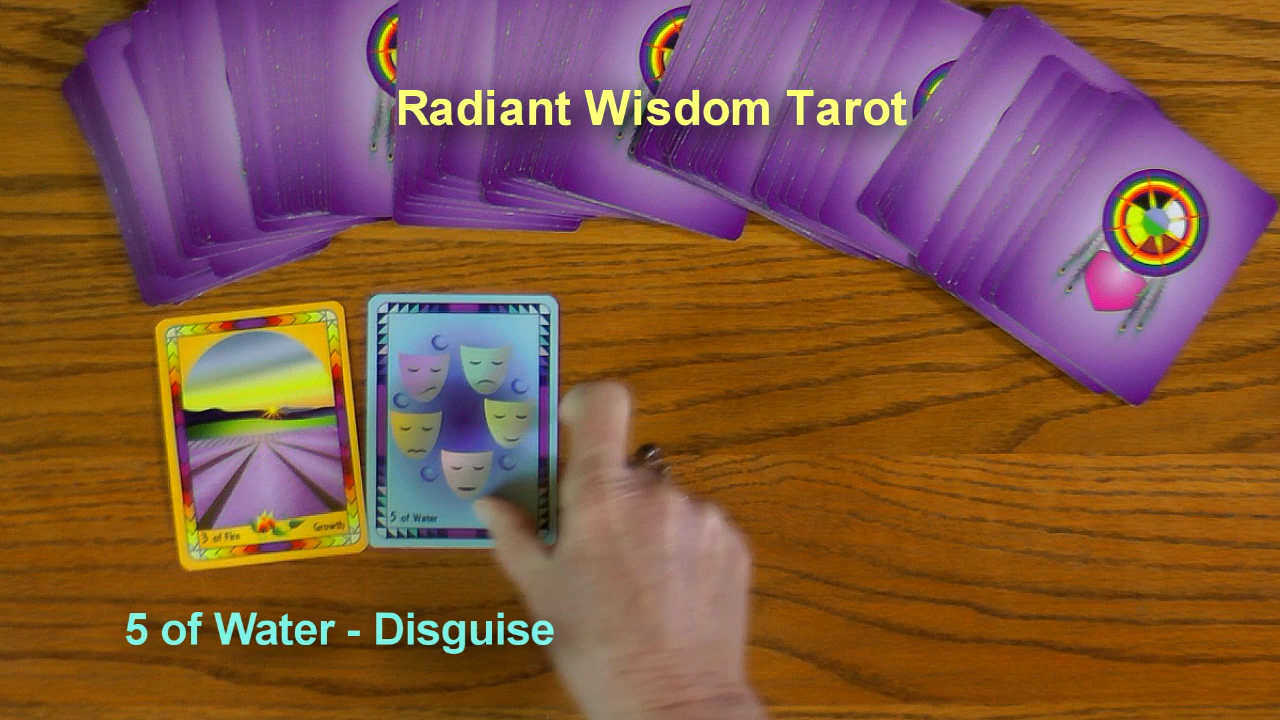 Radiant Wisdom Tarot
3 of Fire
Growth
5 of Water
5 of Water - Disguise